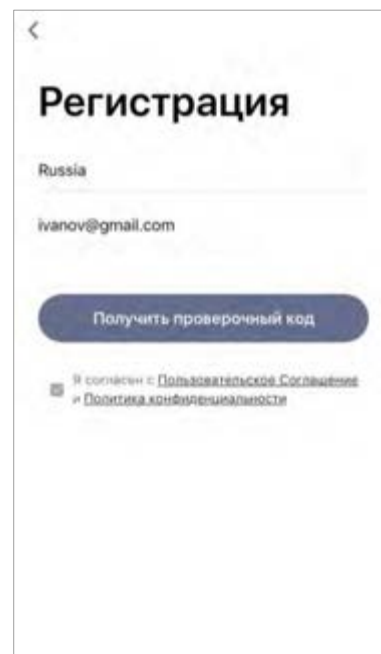 Регистрация
Russia
ivanov@gmail.com
Получить проверочный код
Я согласен с Пользовательское Соглашение
и Политика конфиденциальности